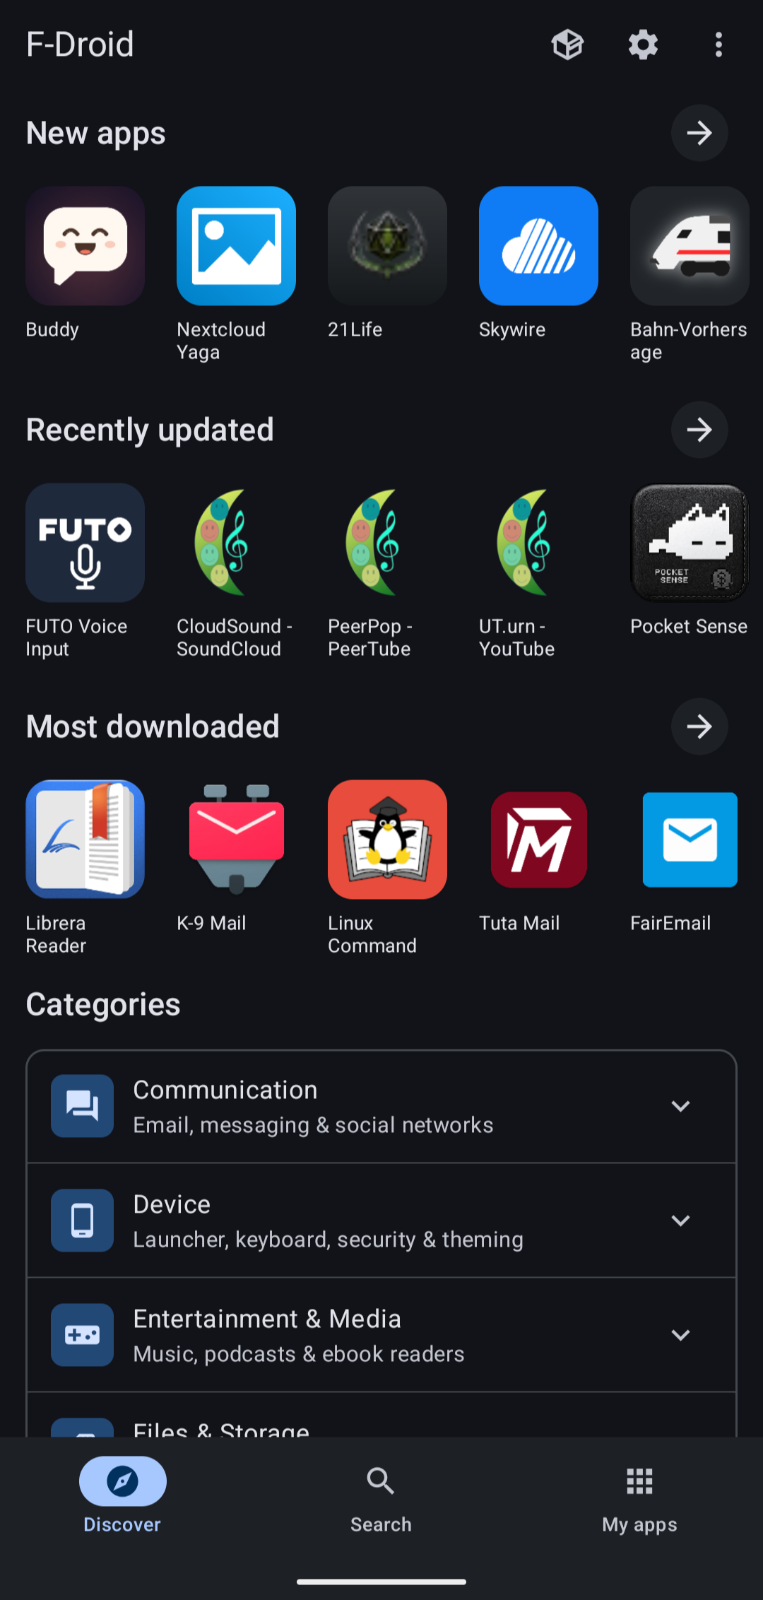 F-Droid
New apps
Buddy
Nextcloud
Yaga
21Life
Skywire
Bahn-Vorhers
age
Recently updated
FUTO
POCKET
SENSE
FUTO Voice
Input
CloudSound -
SoundCloud
PeerPop -
PeerTube
UT.urn -
YouTube
Pocket Sense
Most downloaded
Librera
Reader
K-9 Mail
Linux
Command
Tuta Mail
FairEmail
Categories
Communication
Email, messaging & social networks
Device
Launcher, keyboard, security & theming
Entertainment & Media
Music, podcasts & ebook readers
Files & Storage
Discover
Search
My apps